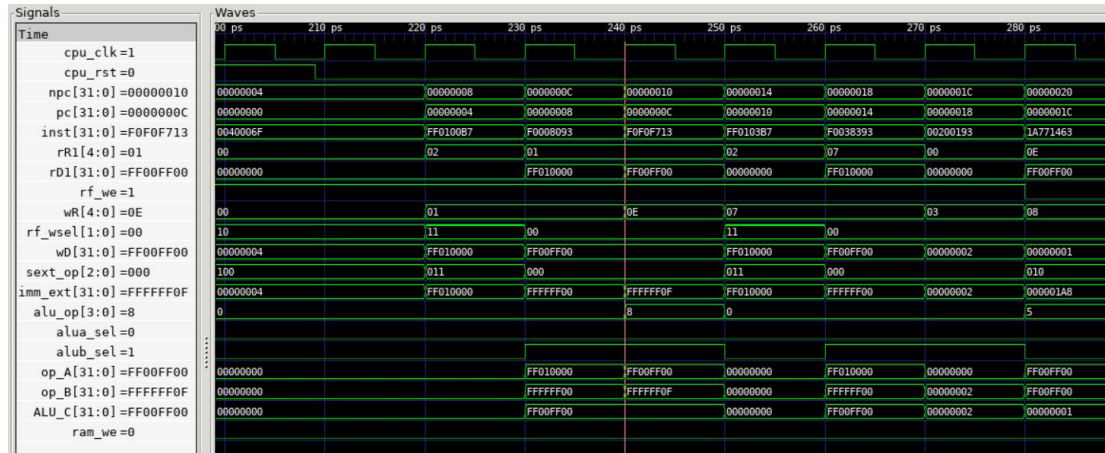 Signals Waves
Time 00 ps 210 ps 220 ps 230 ps 240 ps 250 ps 260 ps 270 ps 280 ps
cpu_clk=1
cpu_rst=0
npc[31:0]=00000010 00000004 00000008 0000000C 00000010 00000014 00000018 0000001C 00000020
pc[31:0]=0000000C 00000000 00000004 00000008 0000000C 00000010 00000014 00000018 0000001C
inst[31:0]=F0F0F713 0040006F FF0100B7 F0008093 F0F0F713 FF0103B7 F0038393 00200193 1A771463
rR1[4:0]=01 00 02 01 02 07 00 0E
rD1[31:0]=FF00FF00 00000000 FF010000 FF00FF00 00000000 FF010000 00000000 FF00FF00
rf_we=1
wR[4:0]=0E 00 01 0E 07 03 08
rf_wsel[1:0]=00 10 11 00 11 00
wD[31:0]=FF00FF00 00000004 FF010000 FF00FF00 FF010000 FF00FF00 00000002 00000001
sext_op[2:0]=000 100 011 000 011 000 010
imm_ext[31:0]=FFFFFF0F 00000004 FF010000 FFFFFF00 FFFFFF0F FF010000 FFFFFF00 00000002 000001A8
alu_op[3:0]=8 0 8 0 5
alua_sel=0
alub_sel=1
op_A[31:0]=FF00FF00 00000000 FF010000 FF00FF00 00000000 FF010000 00000000 FF00FF00
op_B[31:0]=FFFFFF0F 00000000 FFFFFF00 FFFFFF0F 00000000 FFFFFF00 00000002 FF00FF00
ALU_C[31:0]=FF00FF00 00000000 FF00FF00 00000000 FF00FF00 00000002 00000001
ram_we=0